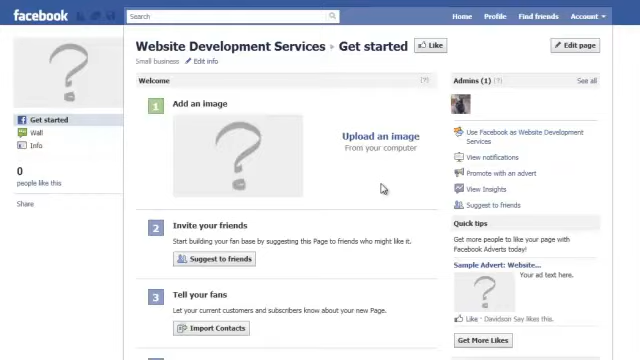 facebook
Search
Home Profile Find friends Account
Website Development Services Get started
Like
Edit page
Small business Edit info
Welcome [?]
1 Add an image
Upload an image
From your computer
2 Invite your friends
Start building your fan base by suggesting this Page to friends who might like it.
Suggest to friends
3 Tell your fans
Let your current customers and subscribers know about your new Page.
Import Contacts
Get started
Wall
Info
0
people like this
Share
Admins (1) [?] See all
Use Facebook as Website Development
Services
View notifications
Promote with an advert
View Insights
Suggest to friends
Quick tips
Get more people to like your page with
Facebook Adverts today!
Sample Advert: Website...
Your ad text here.
Like · Davidson Say likes this.
Get More Likes